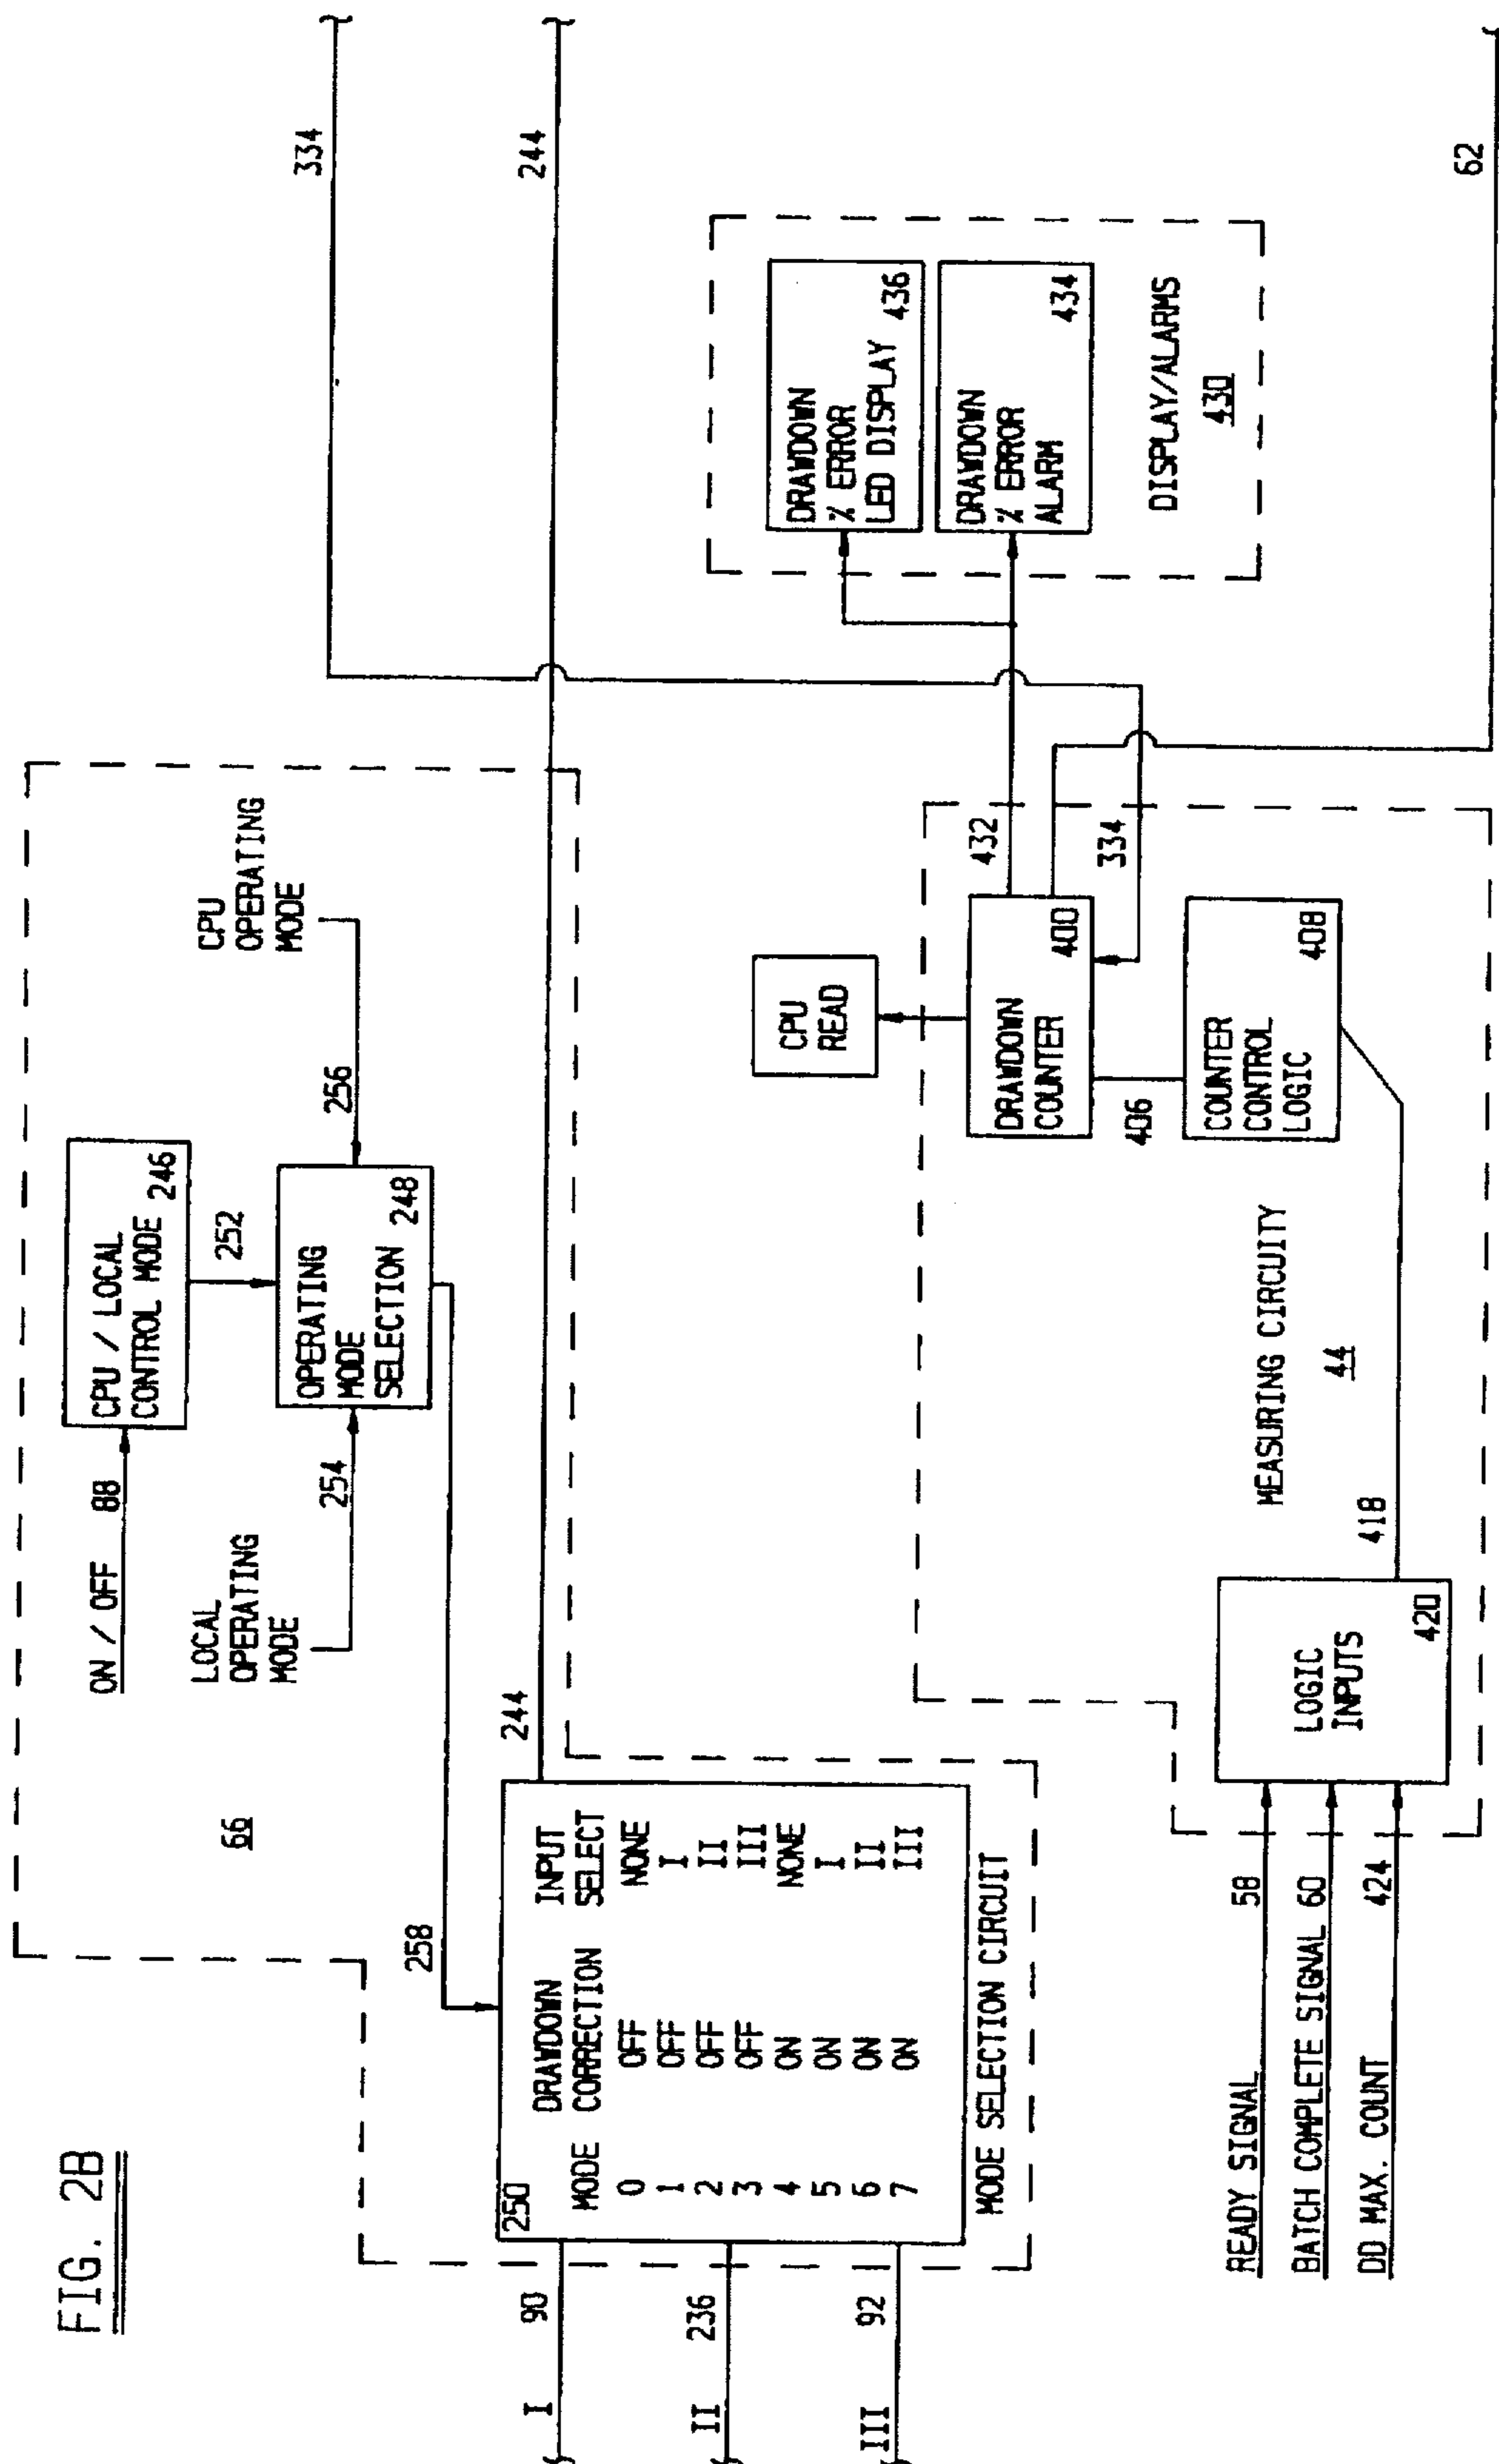 FIG. 2B
66
ON / OFF 88
CPU / LOCAL
CONTROL MODE 246
252
LOCAL
OPERATING
MODE
254
OPERATING
MODE
SELECTION 248
256
CPU
OPERATING
MODE
258
334
244
244
I
90
II
236
III
92
250
DRAWDOWN INPUT
MODE CORRECTION SELECT
0 OFF NONE
1 OFF I
2 OFF II
3 OFF III
4 ON NONE
5 ON I
6 ON II
7 ON III
MODE SELECTION CIRCUIT
CPU
READ
DRAWDOWN
COUNTER
400
432
334
406
COUNTER
CONTROL
LOGIC
408
DRAWDOWN
% ERROR
LED DISPLAY 436
DRAWDOWN
% ERROR
ALARM
434
DISPLAY/ALARMS
430
READY SIGNAL
58
BATCH COMPLETE SIGNAL 60
DD MAX. COUNT
424
LOGIC
INPUTS
420
418
MEASURING CIRCUITY
44
62